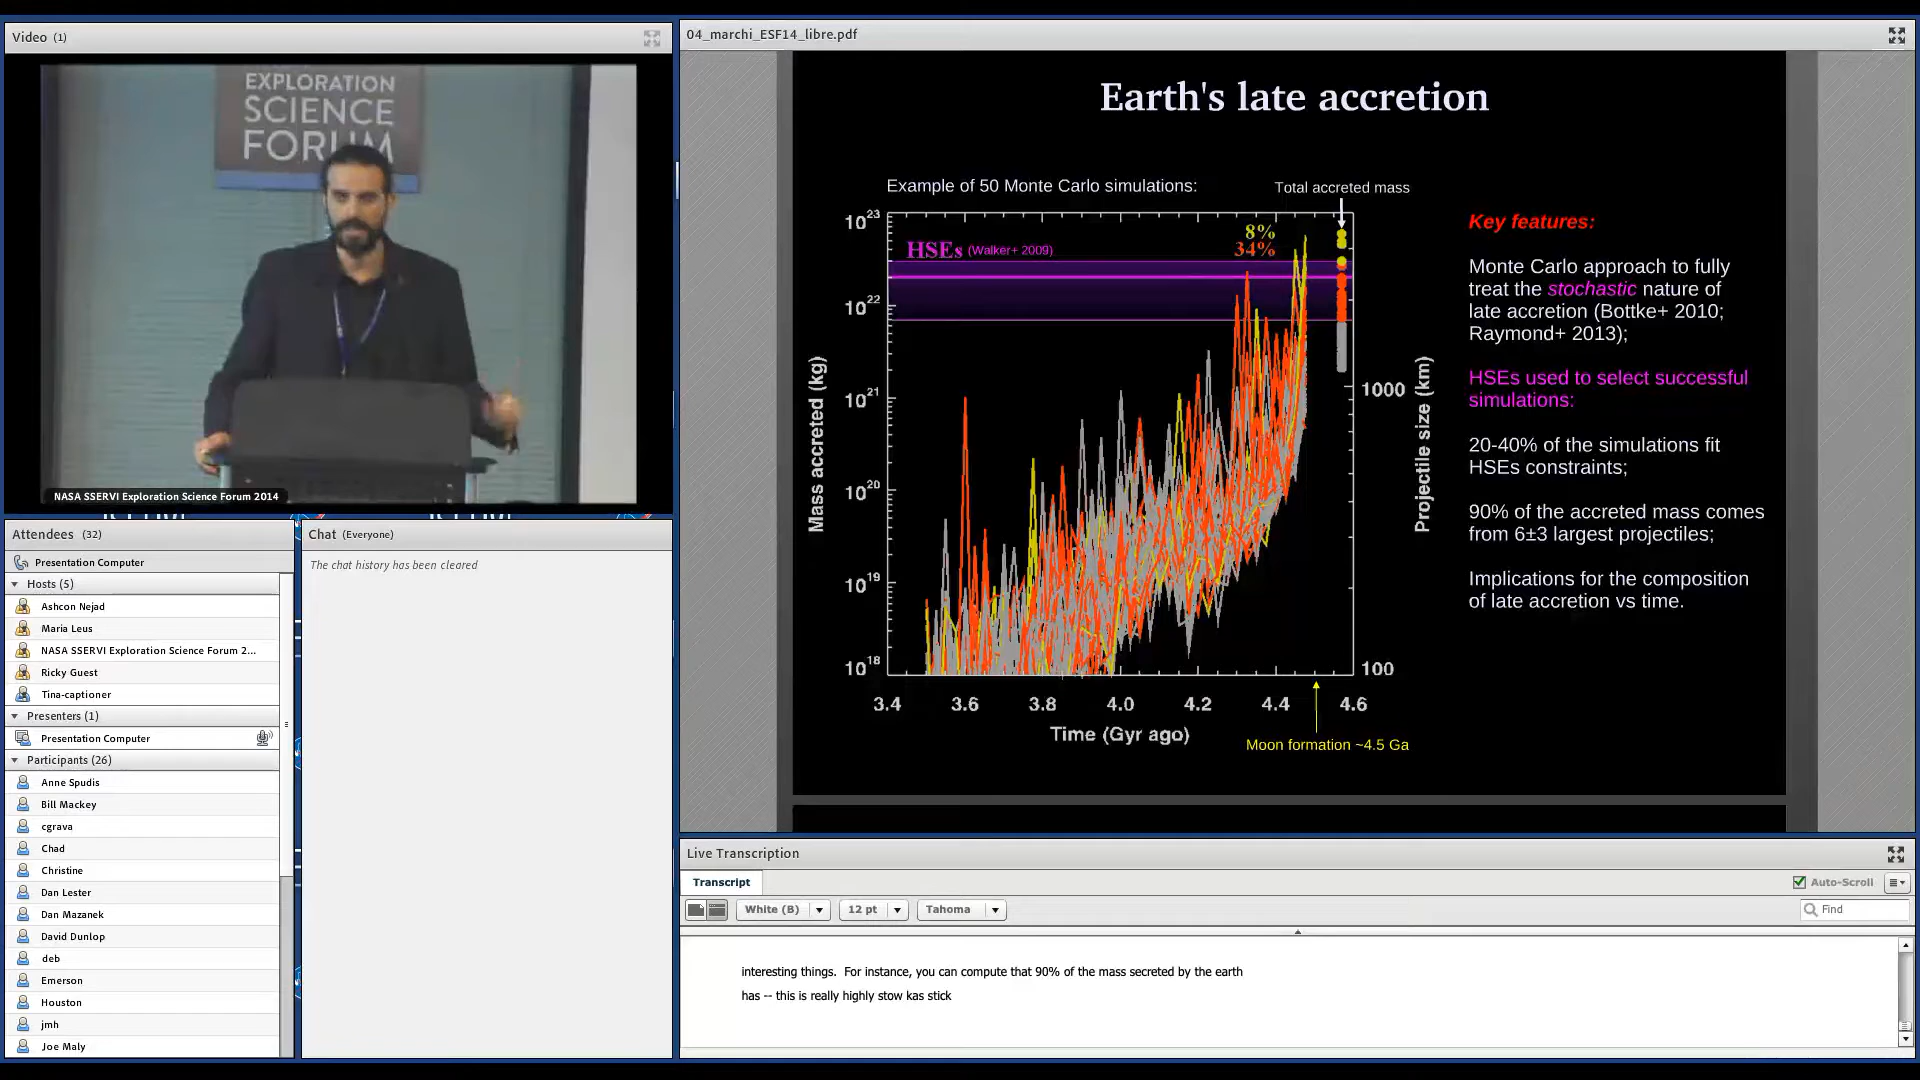 Video (1)
EXPLORATION
SCIENCE
FORUM
NASA SSERVI Exploration Science Forum 2014
Attendees (32)
Presentation Computer
Hosts (5)
Ashcon Nejad
Maria Leus
NASA SSERVI Exploration Science Forum 2...
Ricky Guest
Tina-captioner
Presenters (1)
Presentation Computer
Participants (26)
Anne Spudis
Bill Mackey
cgrava
Chad
Christine
Dan Lester
Dan Mazanek
David Dunlop
deb
Emerson
Houston
jmh
Joe Maly
Chat (Everyone)
The chat history has been cleared
04_marchi_ESF14_libre.pdf
Earth's late accretion
Example of 50 Monte Carlo simulations:
Total accreted mass
HSEs (Walker+ 2009)
8%
34%
10²³
10²²
10²¹
10²⁰
10¹⁹
10¹⁸
Mass accreted (kg)
1000
100
Projectile size (km)
3.4 3.6 3.8 4.0 4.2 4.4 4.6
Time (Gyr ago)
Moon formation ~4.5 Ga
Key features:
Monte Carlo approach to fully
treat the stochastic nature of
late accretion (Bottke+ 2010;
Raymond+ 2013);
HSEs used to select successful
simulations:
20-40% of the simulations fit
HSEs constraints;
90% of the accreted mass comes
from 6±3 largest projectiles;
Implications for the composition
of late accretion vs time.
Live Transcription
Transcript
Auto-Scroll
White (B)
12 pt
Tahoma
Find
interesting things. For instance, you can compute that 90% of the mass secreted by the earth
has -- this is really highly stow kas stick